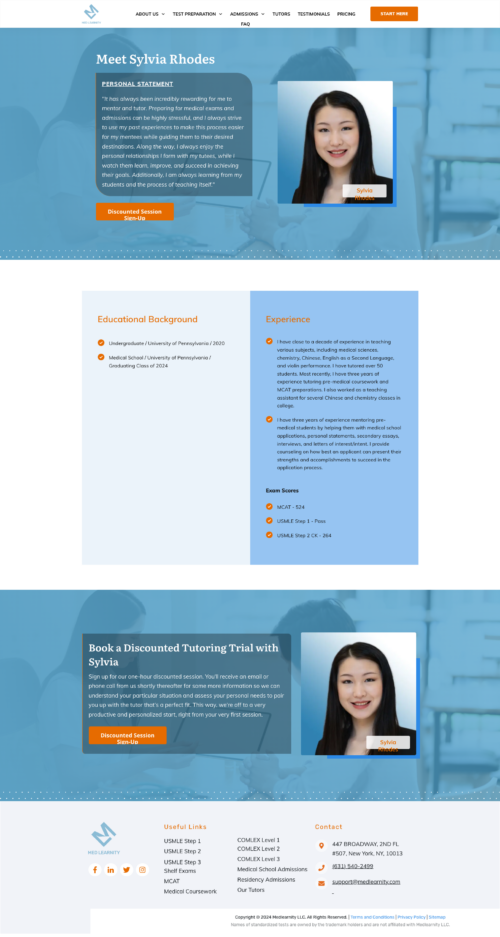 ABOUT US TEST PREPARATION ADMISSIONS TUTORS TESTIMONIALS PRICING
FAQ
START HERE
MEDLEARNITY
Meet Sylvia Rhodes
PERSONAL STATEMENT
"It has always been incredibly rewarding for me to
mentor and tutor. Preparing for medical exams and
admissions can be highly stressful, and I always strive
to use my past experiences to make this process easier
for my mentees while guiding them to their desired
destinations. Along the way, I always enjoy the
personal relationships I form with my tutees, while I
watch them learn, improve, and succeed in achieving
their goals. Additionally, I am always learning from my
students and the process of teaching itself."
Discounted Session
Sign-Up
Sylvia
Rhodes
Educational Background
Undergraduate / University of Pennsylvania / 2020
Medical School / University of Pennsylvania /
Graduating Class of 2024
Experience
I have close to a decade of experience in teaching
various subjects, including medical sciences,
chemistry, Chinese, English as a Second Language,
and violin performance. I have tutored over 50
students. Most recently, I have three years of
experience tutoring pre-medical coursework and
MCAT preparations. I also worked as a teaching
assistant for several Chinese and chemistry classes in
college.
I have three years of experience mentoring pre-
medical students by helping them with medical school
applications, personal statements, secondary essays,
interviews, and letters of interest/intent. I provide
counseling on how best an applicant can present their
strengths and accomplishments to succeed in the
application process.
Exam Scores
MCAT - 524
USMLE Step 1 - Pass
USMLE Step 2 CK - 264
Book a Discounted Tutoring Trial with
Sylvia
Sign up for our one-hour discounted session. You'll receive an email or
phone call from us shortly thereafter for some more information so we can
understand your particular situation and assess your personal needs to pair
you up with the tutor that's a perfect fit. This way, we're off to a very
productive and personalized start, right from your very first session.
Discounted Session
Sign-Up
Sylvia
Rhodes
MEDLEARNITY
Useful Links
USMLE Step 1
USMLE Step 2
USMLE Step 3
Shelf Exams
MCAT
Medical Coursework
COMLEX Level 1
COMLEX Level 2
COMLEX Level 3
Medical School Admissions
Residency Admissions
Our Tutors
Contact
447 BROADWAY, 2ND FL
#507, New York, NY, 10013
(631) 540-2499
support@medlearnity.com
Copyright © 2024 Medlearnity LLC. All Rights Reserved. | Terms and Conditions | Privacy Policy | Sitemap
Names of standardized tests are owned by the trademark holders and are not affiliated with Medlearnity LLC.